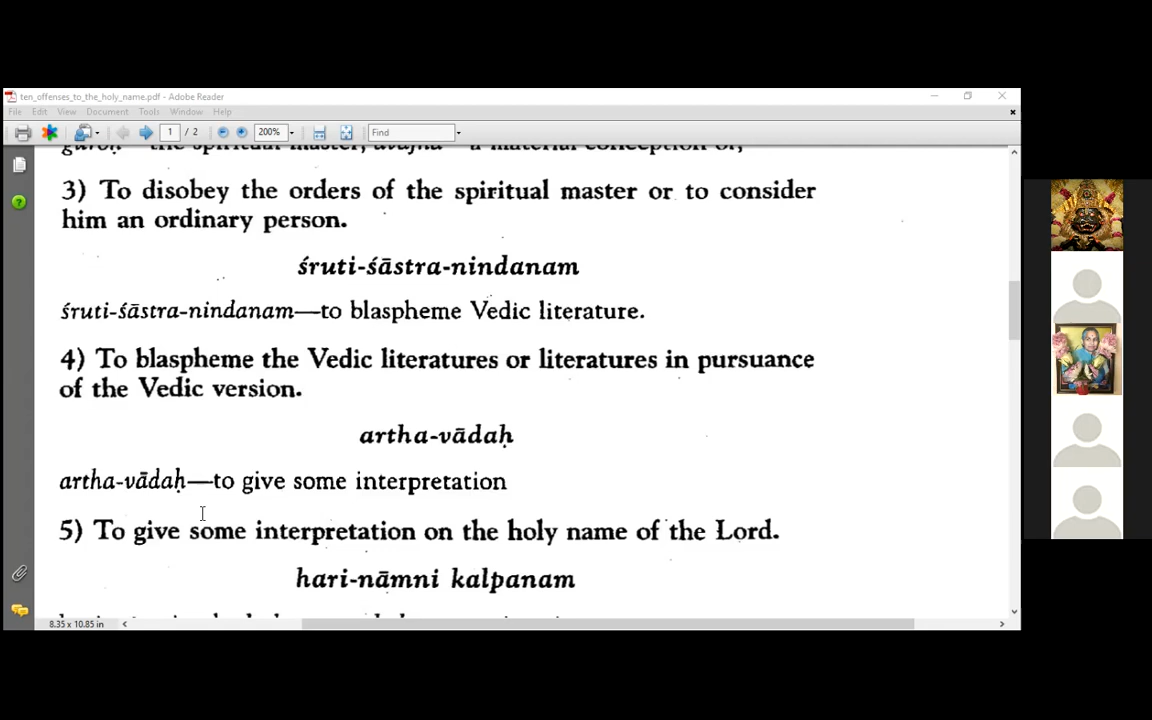 ten_offenses_to_the_holy_name.pdf - Adobe Reader
File Edit View Document Tools Window Help
1 / 2 200% Find
3) To disobey the orders of the spiritual master or to consider
him an ordinary person.
śruti-śāstra-nindanam
śruti-śāstra-nindanam—to blaspheme Vedic literature.
4) To blaspheme the Vedic literatures or literatures in pursuance
of the Vedic version.
artha-vādaḥ
artha-vādaḥ—to give some interpretation
5) To give some interpretation on the holy name of the Lord.
hari-nāmni kalpanam
8.35 x 10.85 in